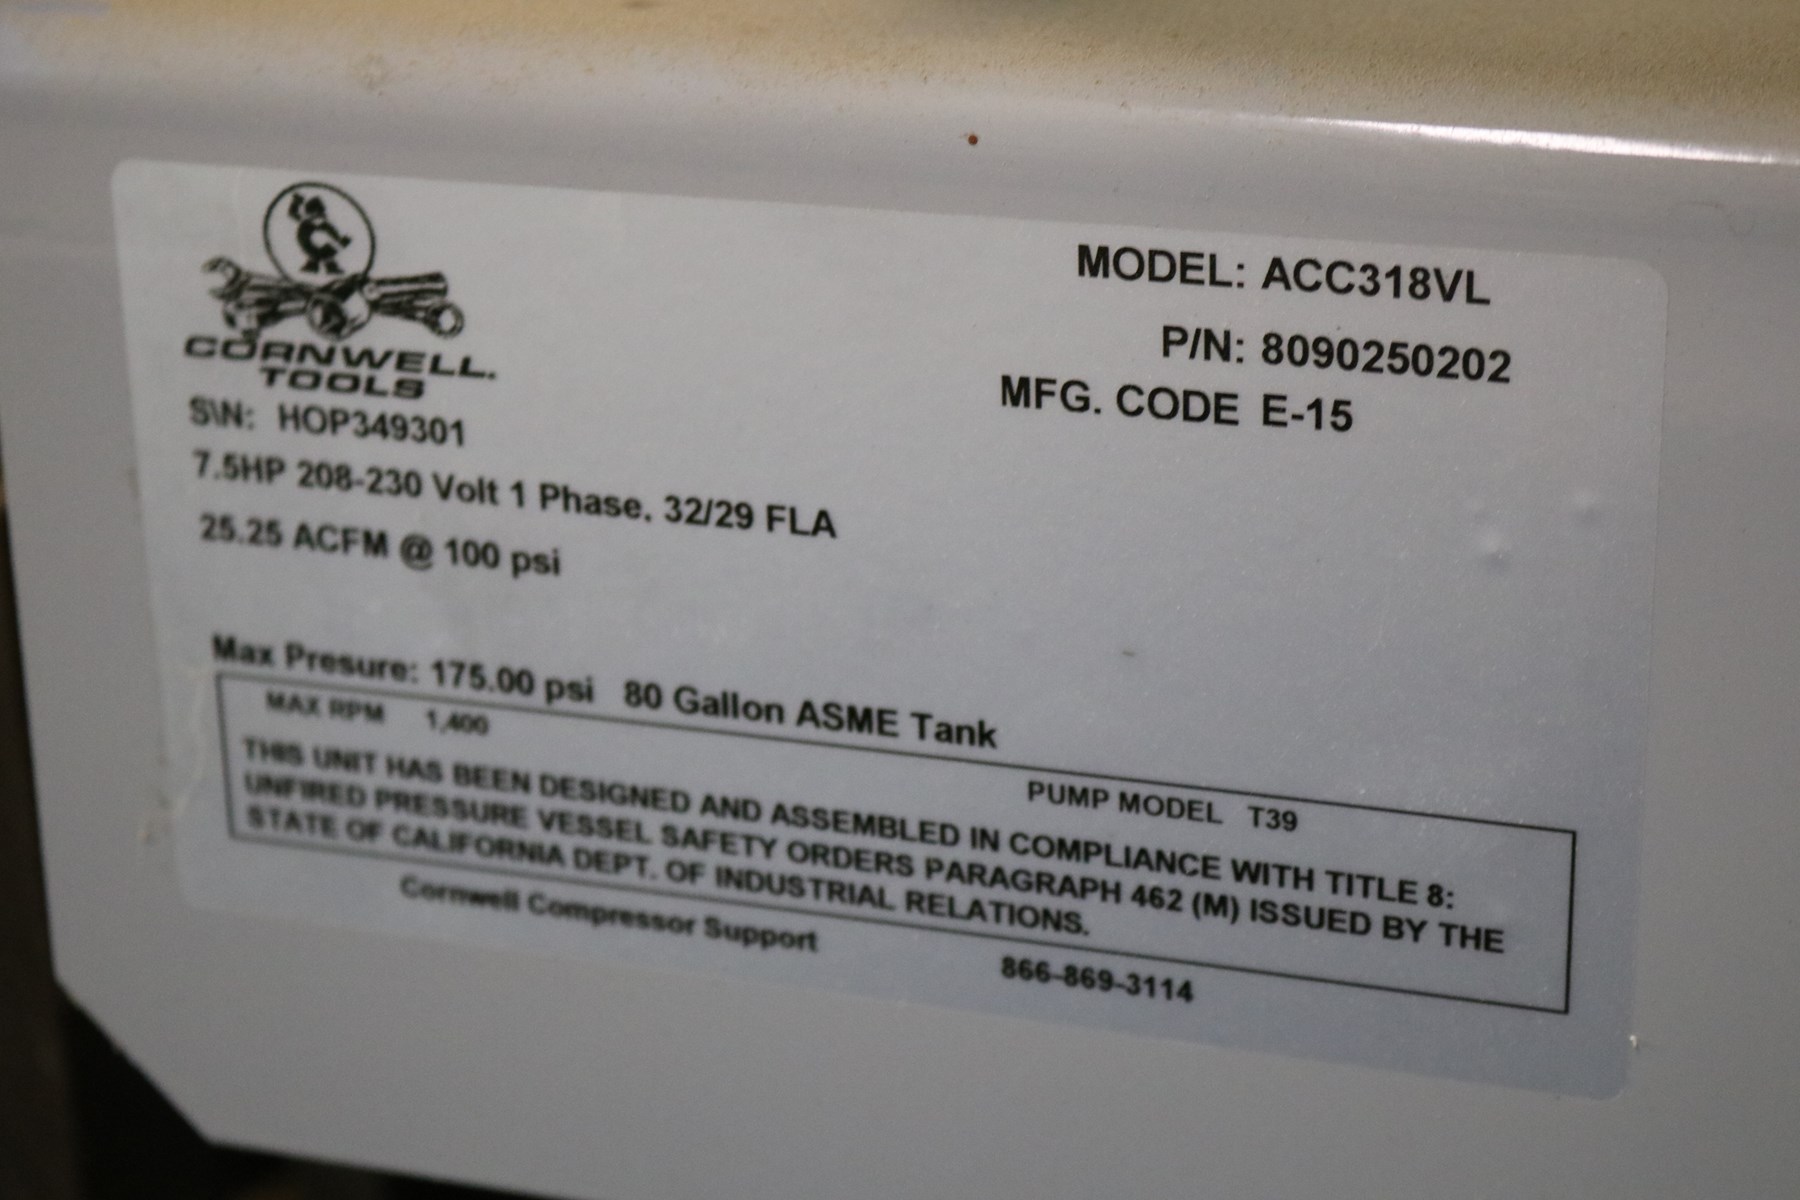 CORNWELL.
TOOLS
MODEL: ACC318VL
P/N: 8090250202
MFG. CODE E-15
S\N: HOP349301
7.5HP 208-230 Volt 1 Phase. 32/29 FLA
25.25 ACFM @ 100 psi
Max Presure: 175.00 psi 80 Gallon ASME Tank
MAX RPM 1,400
PUMP MODEL T39
THIS UNIT HAS BEEN DESIGNED AND ASSEMBLED IN COMPLIANCE WITH TITLE 8:
UNFIRED PRESSURE VESSEL SAFETY ORDERS PARAGRAPH 462 (M) ISSUED BY THE
STATE OF CALIFORNIA DEPT. OF INDUSTRIAL RELATIONS.
Cornwell Compressor Support 866-869-3114